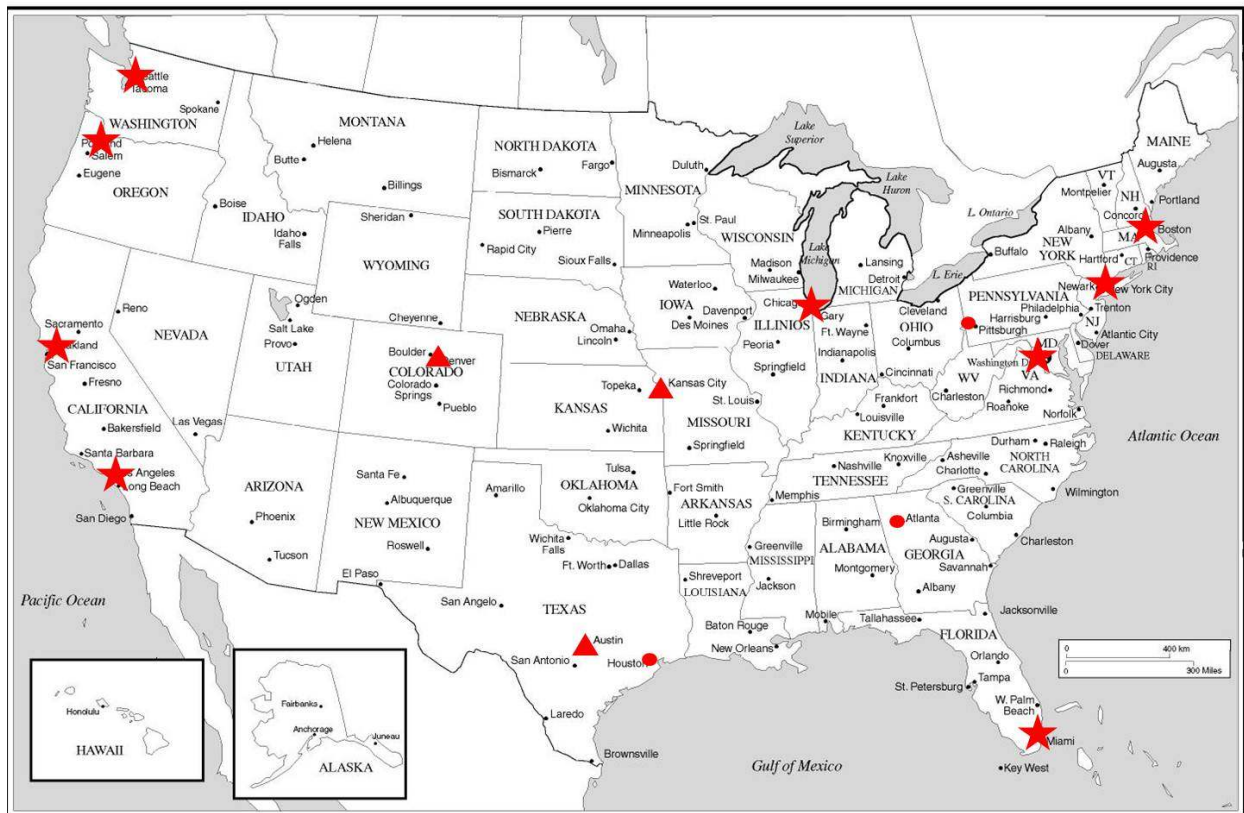 Lake
Superior
Lake
Huron
Lake
Michigan
L. Ontario
L. Erie
Tacoma
Spokane
WASHINGTON
Salem
Eugene
OREGON
MONTANA
Helena
Butte
Billings
Boise
IDAHO
Idaho
Falls
Sheridan
WYOMING
Cheyenne
NORTH DAKOTA
Bismarck
Fargo
SOUTH DAKOTA
Pierre
Rapid City
Sioux Falls
Duluth
MINNESOTA
St. Paul
Minneapolis
WISCONSIN
Madison
Milwaukee
Lansing
Detroit
MICHIGAN
MAINE
Augusta
VT
Montpelier
NH
Concord
Portland
Albany
NEW
YORK
Buffalo
Boston
Hartford
CT
Providence
RI
Newark
New York City
Reno
Sacramento
San Francisco
Fresno
CALIFORNIA
Bakersfield
Santa Barbara
Long Beach
San Diego
NEVADA
Las Vegas
Ogden
Salt Lake
Provo
UTAH
Boulder
COLORADO
Colorado
Springs
Pueblo
NEBRASKA
Omaha
Lincoln
Waterloo
IOWA
Davenport
Des Moines
ILLINIOS
Peoria
Springfield
Gary
Ft. Wayne
Indianapolis
INDIANA
Cleveland
OHIO
Columbus
Cincinnati
PENNSYLVANIA
Harrisburg
Philadelphia
Pittsburgh
Trenton
NJ
Atlantic City
Dover
DELAWARE
MD
VA
WV
Charleston
Richmond
Roanoke
Norfolk
Topeka
Kansas City
KANSAS
Wichita
St. Louis
MISSOURI
Springfield
Frankfort
Louisville
KENTUCKY
Durham
Raleigh
NORTH
CAROLINA
Asheville
Charlotte
Wilmington
Knoxville
Nashville
TENNESSEE
Memphis
ARIZONA
Phoenix
Tucson
Santa Fe
Albuquerque
NEW MEXICO
Roswell
El Paso
Amarillo
Tulsa
OKLAHOMA
Oklahoma City
Fort Smith
ARKANSAS
Little Rock
Greenville
S. CAROLINA
Columbia
Charleston
Atlanta
Augusta
GEORGIA
Savannah
Albany
Birmingham
ALABAMA
Montgomery
Mobile
Greenville
MISSISSIPPI
Jackson
Wichita
Falls
Ft. Worth
Dallas
San Angelo
TEXAS
Austin
San Antonio
Houston
Laredo
Brownsville
Shreveport
LOUISIANA
Baton Rouge
New Orleans
Tallahassee
Jacksonville
FLORIDA
Orlando
Tampa
St. Petersburg
W. Palm
Beach
Miami
Key West
Pacific Ocean
Atlantic Ocean
Gulf of Mexico
Honolulu
HAWAII
Fairbanks
Anchorage
Juneau
ALASKA
0 400 km
0 300 Miles